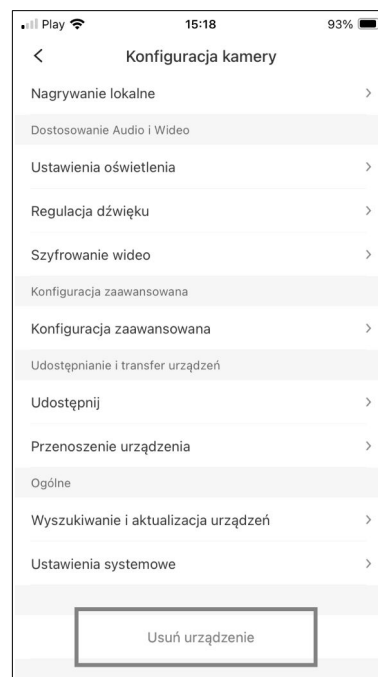 Play 15:18 93%
Konfiguracja kamery
Nagrywanie lokalne
Dostosowanie Audio i Wideo
Ustawienia oświetlenia
Regulacja dźwięku
Szyfrowanie wideo
Konfiguracja zaawansowana
Konfiguracja zaawansowana
Udostępnianie i transfer urządzeń
Udostępnij
Przenoszenie urządzenia
Ogólne
Wyszukiwanie i aktualizacja urządzeń
Ustawienia systemowe
Usuń urządzenie